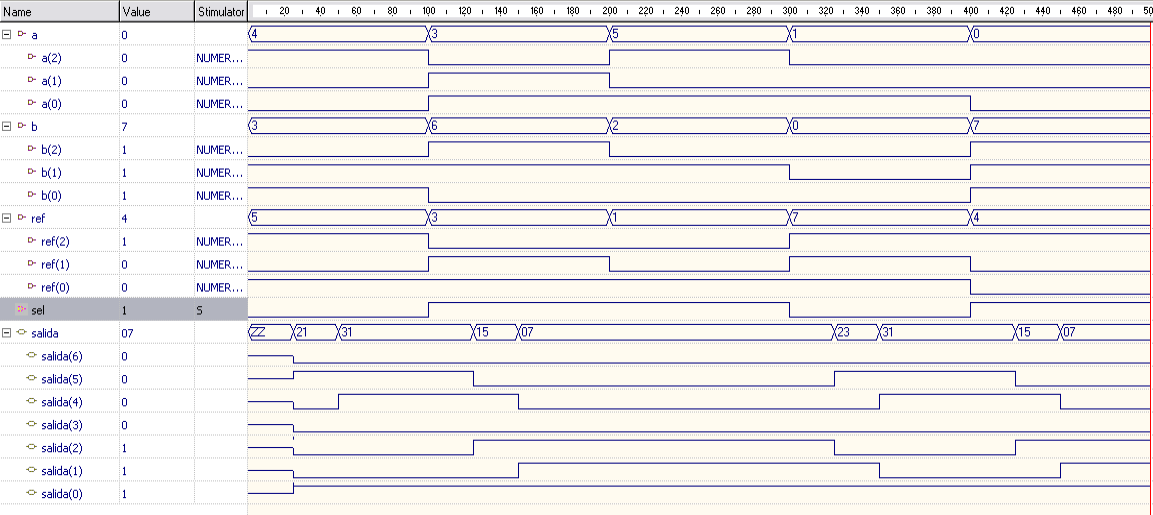 Name Value Stimulator 20 40 60 80 100 120 140 160 180 200 220 240 260 280 300 320 340 360 380 400 420 440 460 480 50
a 0 4 3 5 1 0
a(2) 0 NUMER...
a(1) 0 NUMER...
a(0) 0 NUMER...
b 7 3 6 2 0 7
b(2) 1 NUMER...
b(1) 1 NUMER...
b(0) 1 NUMER...
ref 4 5 3 1 7 4
ref(2) 1 NUMER...
ref(1) 0 NUMER...
ref(0) 0 NUMER...
sel 1 S
salida 07 ZZ 21 31 15 07 23 31 15 07
salida(6) 0
salida(5) 0
salida(4) 0
salida(3) 0
salida(2) 1
salida(1) 1
salida(0) 1